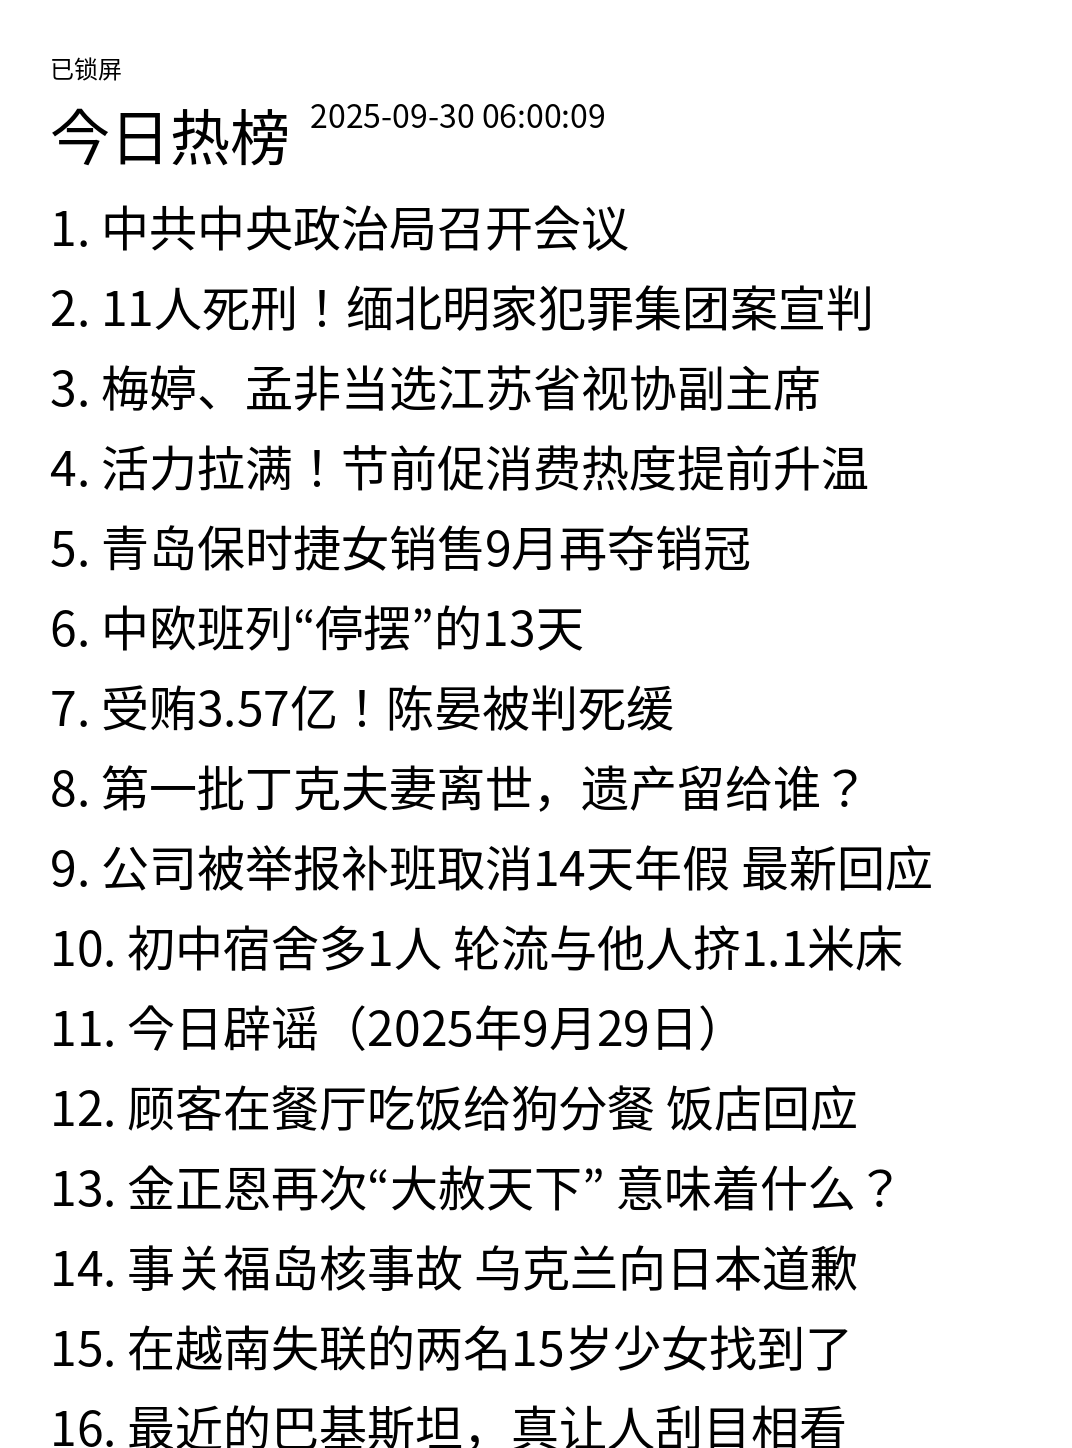 已锁屏
今日热榜 2025-09-30 06:00:09
1. 中共中央政治局召开会议
2. 11人死刑！缅北明家犯罪集团案宣判
3. 梅婷、孟非当选江苏省视协副主席
4. 活力拉满！节前促消费热度提前升温
5. 青岛保时捷女销售9月再夺销冠
6. 中欧班列“停摆”的13天
7. 受贿3.57亿！陈晏被判死缓
8. 第一批丁克夫妻离世，遗产留给谁？
9. 公司被举报补班取消14天年假 最新回应
10. 初中宿舍多1人 轮流与他人挤1.1米床
11. 今日辟谣（2025年9月29日）
12. 顾客在餐厅吃饭给狗分餐 饭店回应
13. 金正恩再次“大赦天下” 意味着什么？
14. 事关福岛核事故 乌克兰向日本道歉
15. 在越南失联的两名15岁少女找到了
16. 最近的巴基斯坦，真让人刮目相看